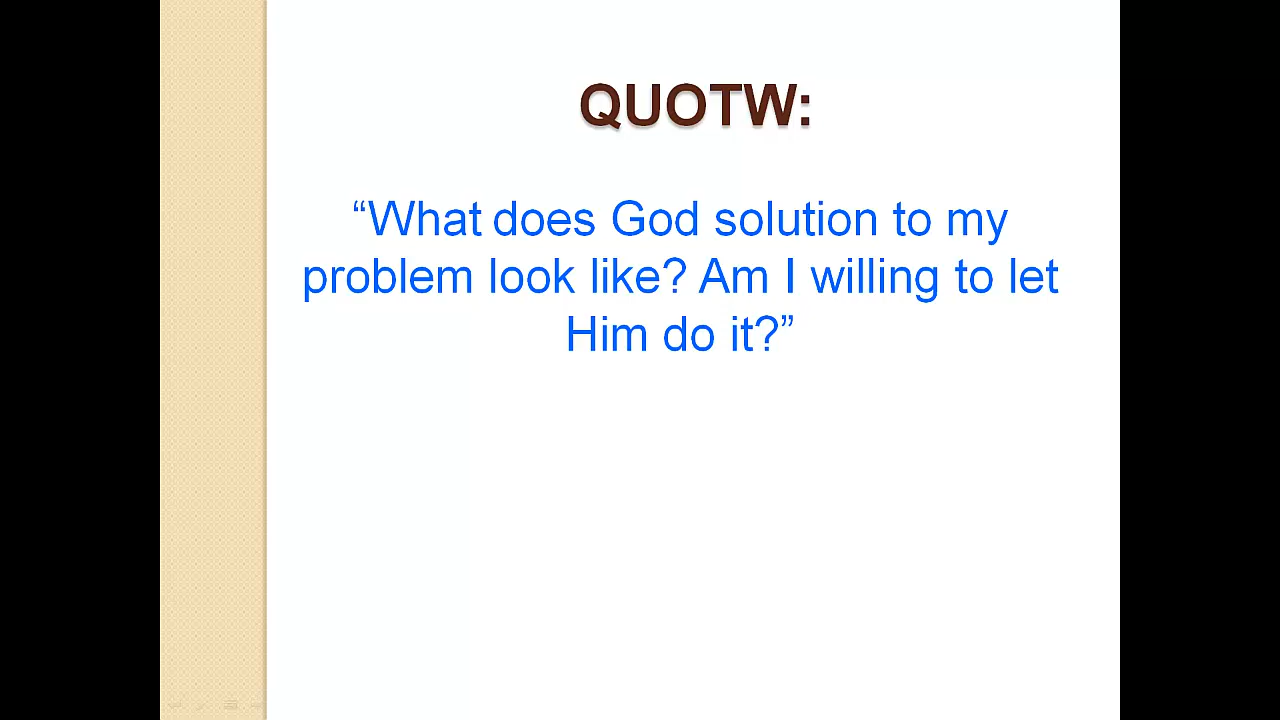 QUOTW:
“What does God solution to my
problem look like? Am I willing to let
Him do it?”